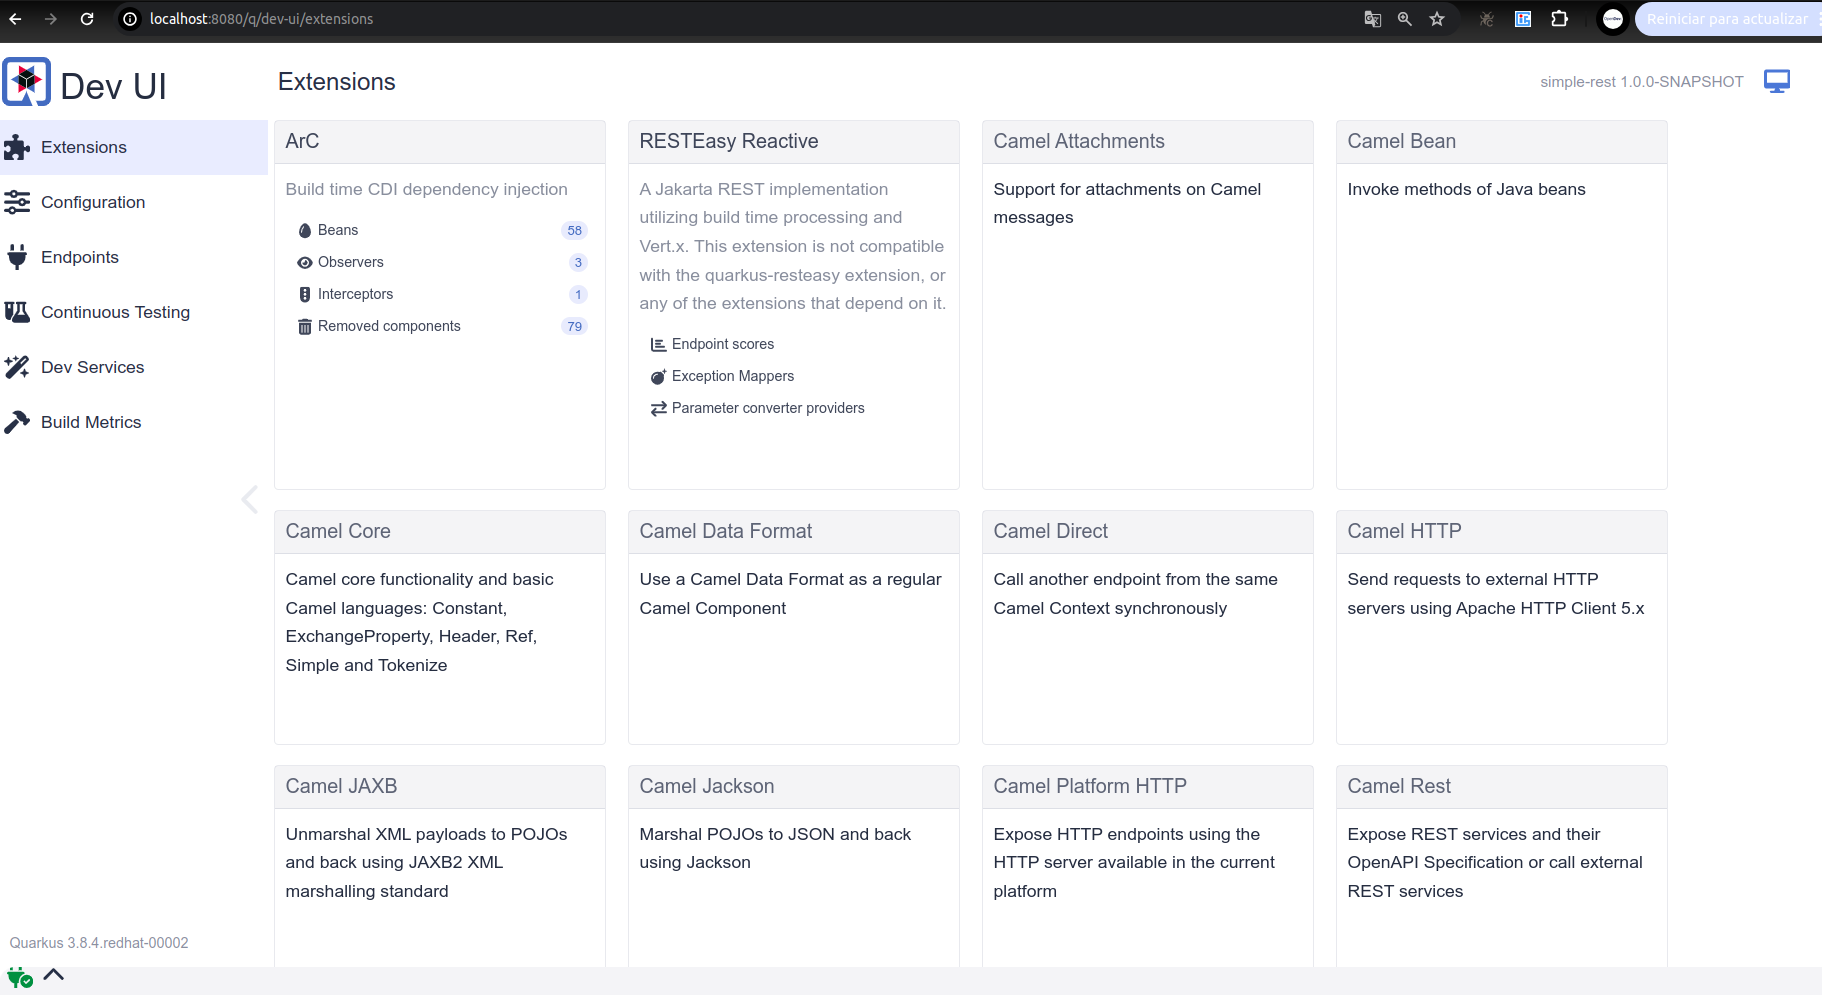 localhost:8080/q/dev-ui/extensions
Reiniciar para actualizar
Dev UI
Extensions
simple-rest 1.0.0-SNAPSHOT
Extensions
Configuration
Endpoints
Continuous Testing
Dev Services
Build Metrics
ArC
Build time CDI dependency injection
Beans 58
Observers 3
Interceptors 1
Removed components 79
RESTEasy Reactive
A Jakarta REST implementation
utilizing build time processing and
Vert.x. This extension is not compatible
with the quarkus-resteasy extension, or
any of the extensions that depend on it.
Endpoint scores
Exception Mappers
Parameter converter providers
Camel Attachments
Support for attachments on Camel
messages
Camel Bean
Invoke methods of Java beans
Camel Core
Camel core functionality and basic
Camel languages: Constant,
ExchangeProperty, Header, Ref,
Simple and Tokenize
Camel Data Format
Use a Camel Data Format as a regular
Camel Component
Camel Direct
Call another endpoint from the same
Camel Context synchronously
Camel HTTP
Send requests to external HTTP
servers using Apache HTTP Client 5.x
Camel JAXB
Unmarshal XML payloads to POJOs
and back using JAXB2 XML
marshalling standard
Camel Jackson
Marshal POJOs to JSON and back
using Jackson
Camel Platform HTTP
Expose HTTP endpoints using the
HTTP server available in the current
platform
Camel Rest
Expose REST services and their
OpenAPI Specification or call external
REST services
Quarkus 3.8.4.redhat-00002